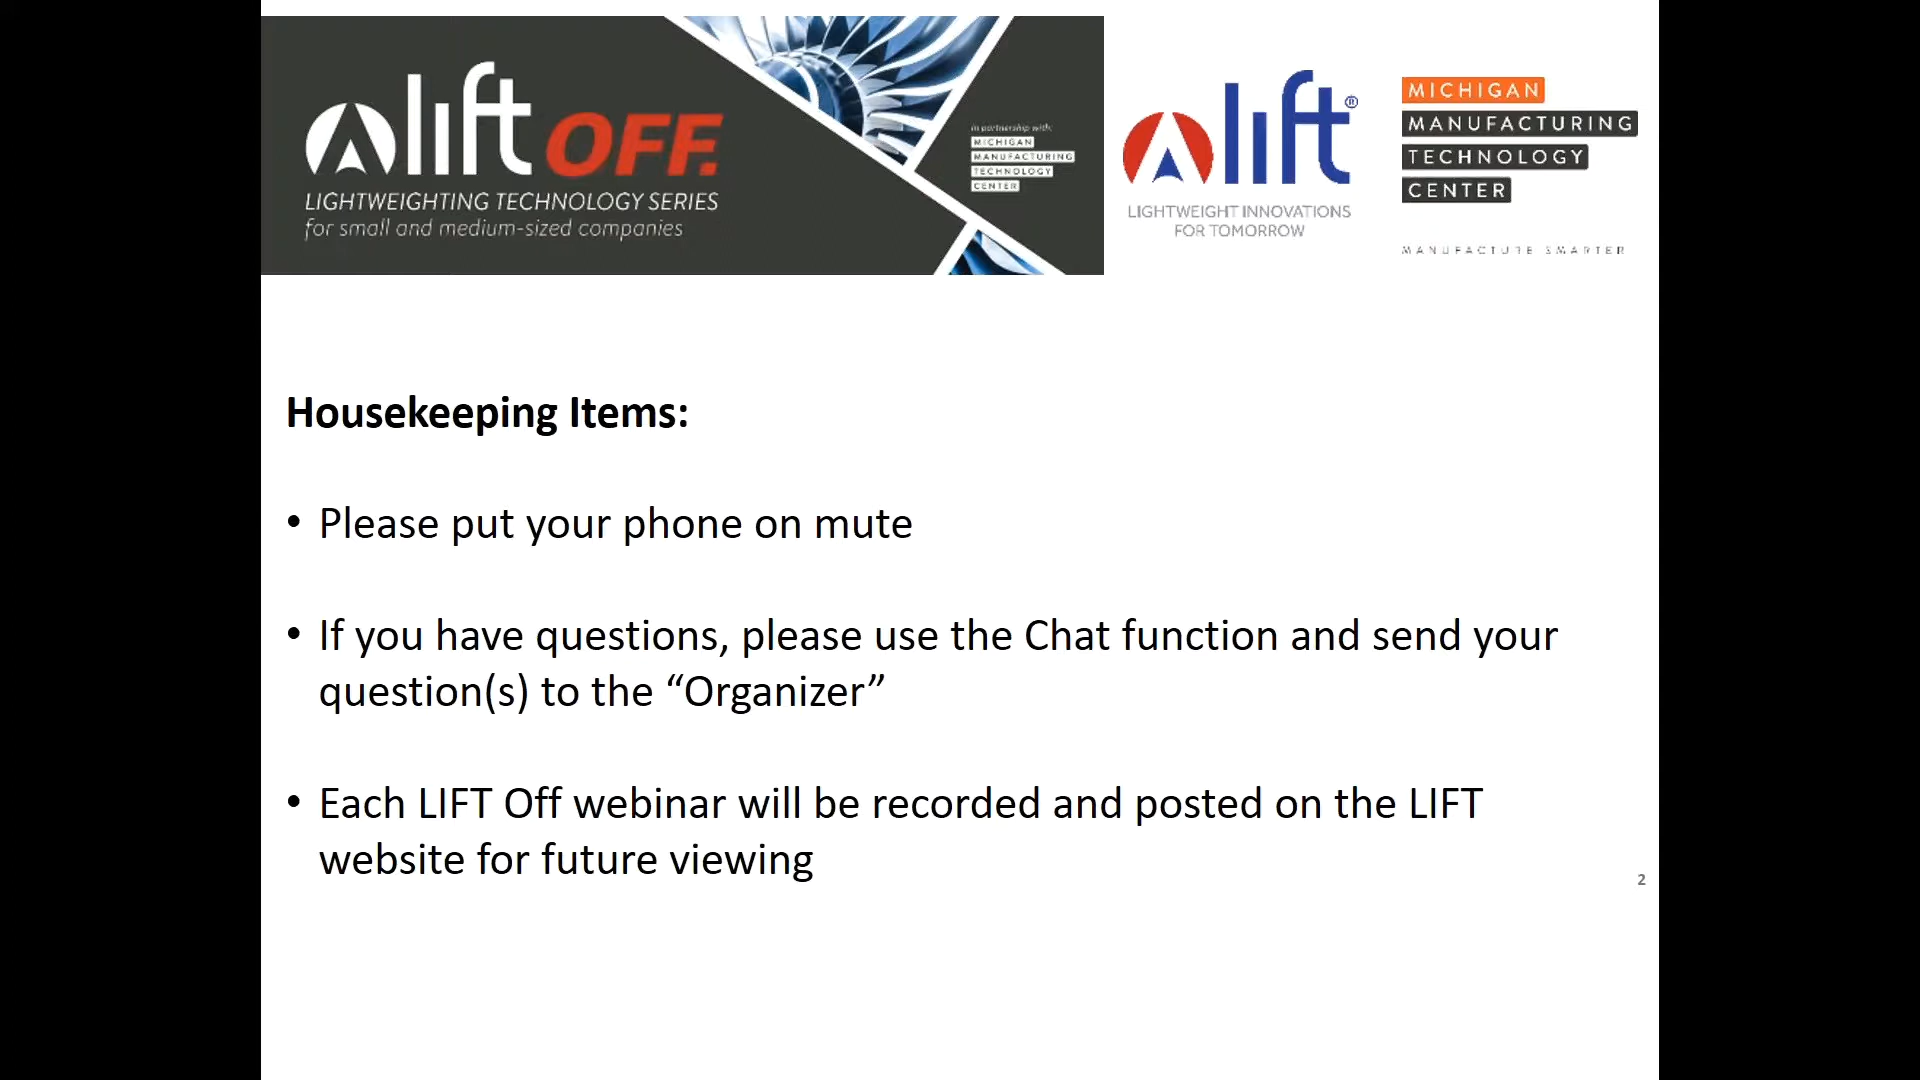 lift OFF.
LIGHTWEIGHTING TECHNOLOGY SERIES
for small and medium-sized companies
in partnership with:
MICHIGAN
MANUFACTURING
TECHNOLOGY
CENTER
lift®
LIGHTWEIGHT INNOVATIONS
FOR TOMORROW
MICHIGAN
MANUFACTURING
TECHNOLOGY
CENTER
MANUFACTURE SMARTER
Housekeeping Items:
• Please put your phone on mute
• If you have questions, please use the Chat function and send your
question(s) to the “Organizer”
• Each LIFT Off webinar will be recorded and posted on the LIFT
website for future viewing
2